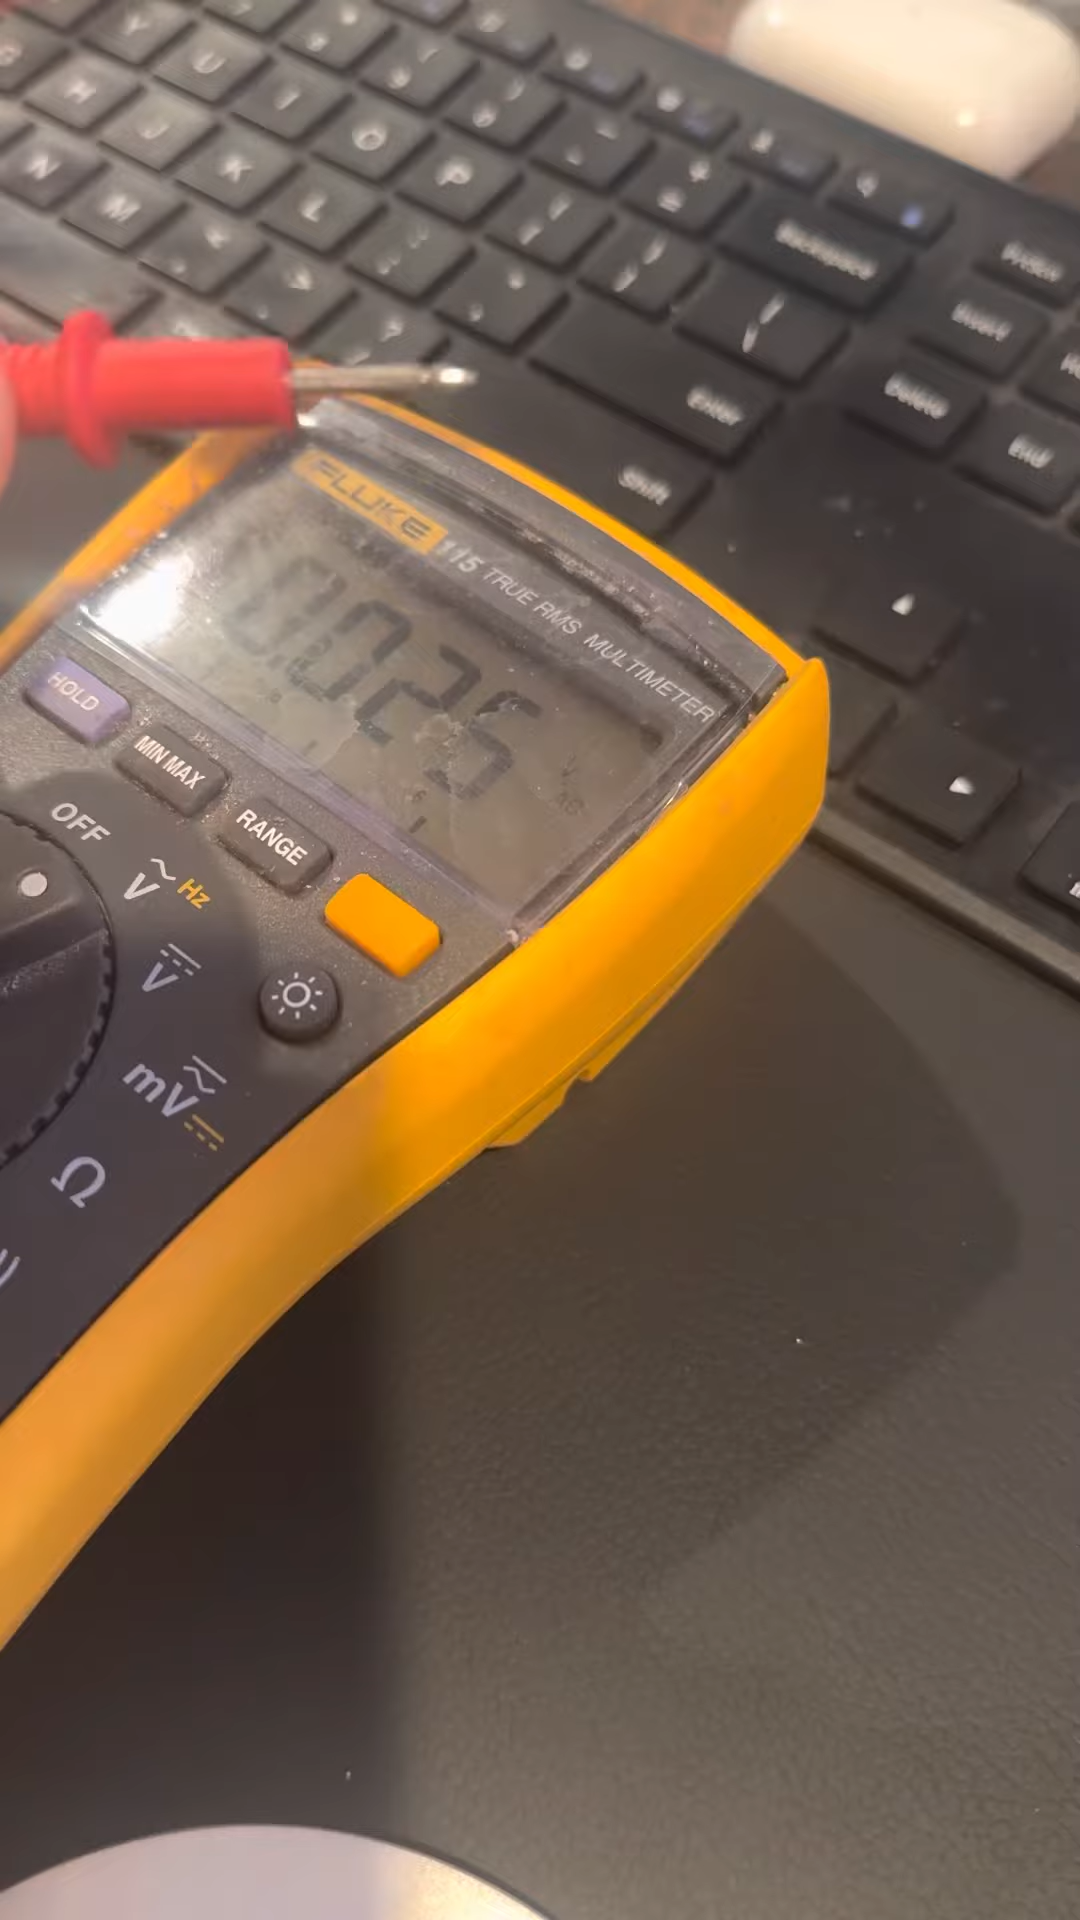 Y
U
H
J
K
O
P
N
M
L
Backspace
Insert
Delete
End
Enter
Shift
FLUKE 115 TRUE RMS MULTIMETER
0.025
HOLD
MIN MAX
RANGE
OFF
V Hz
V
mV
Ω